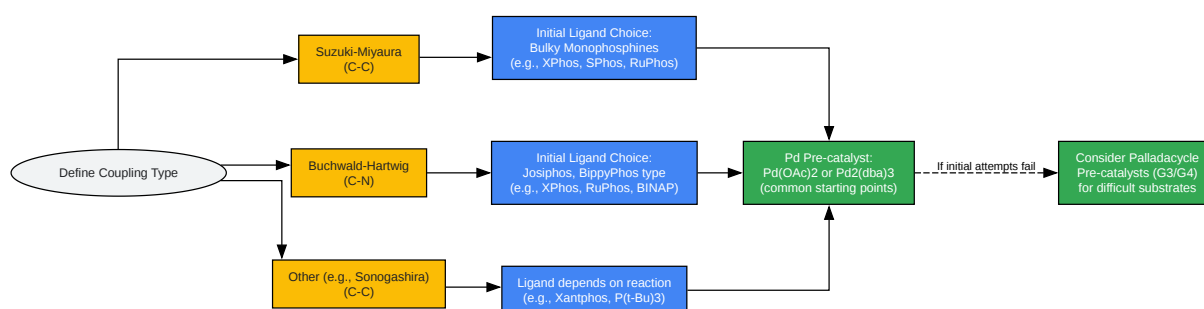 Suzuki-Miyaura
(C-C)
Initial Ligand Choice:
Bulky Monophosphines
(e.g., XPhos, SPhos, RuPhos)
Define Coupling Type
Buchwald-Hartwig
(C-N)
Initial Ligand Choice:
Josiphos, BippyPhos type
(e.g., XPhos, RuPhos, BINAP)
Pd Pre-catalyst:
Pd(OAc)2 or Pd2(dba)3
(common starting points)
If initial attempts fail
Consider Palladacycle
Pre-catalysts (G3/G4)
for difficult substrates
Other (e.g., Sonogashira)
(C-C)
Ligand depends on reaction
(e.g., Xantphos, P(t-Bu)3)